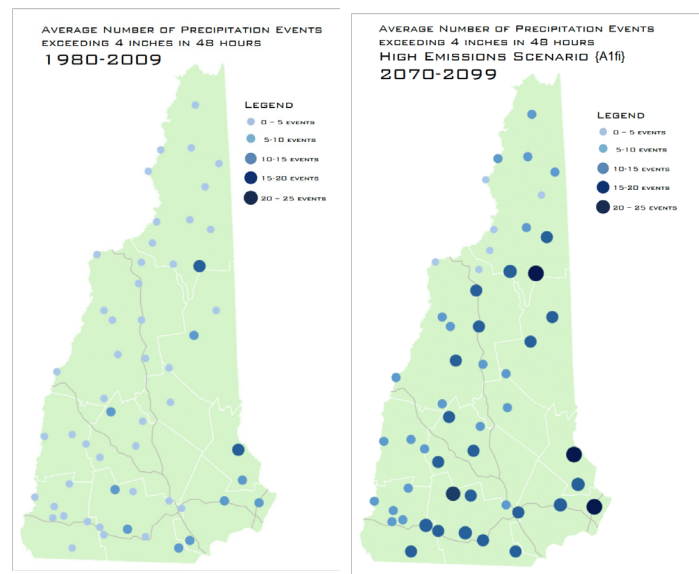 Average Number of Precipitation Events
exceeding 4 inches in 48 hours
1980-2009
Legend
0 – 5 events
5-10 events
10-15 events
15-20 events
20 – 25 events
Average Number of Precipitation Events
exceeding 4 inches in 48 hours
High Emissions Scenario {A1fi}
2070-2099
Legend
0 – 5 events
5-10 events
10-15 events
15-20 events
20 – 25 events